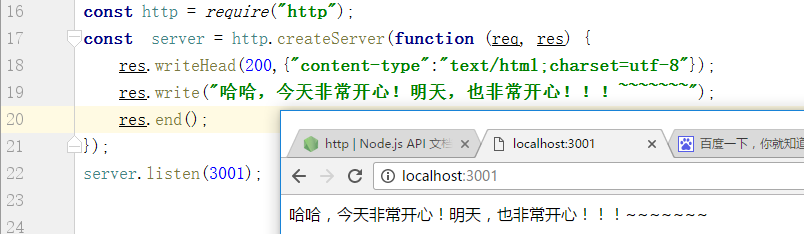 16 const http = require("http");
17 const  server = http.createServer(function (req, res) {
18 res.writeHead(200,{"content-type":"text/html;charset=utf-8"});
19 res.write("哈哈，今天非常开心！明天，也非常开心！！！~~~~~~~");
20 res.end();
21 });
22 server.listen(3001);
23
24
http | Node.js API 文档
localhost:3001
百度一下，你就知道
localhost:3001
哈哈，今天非常开心！明天，也非常开心！！！~~~~~~~